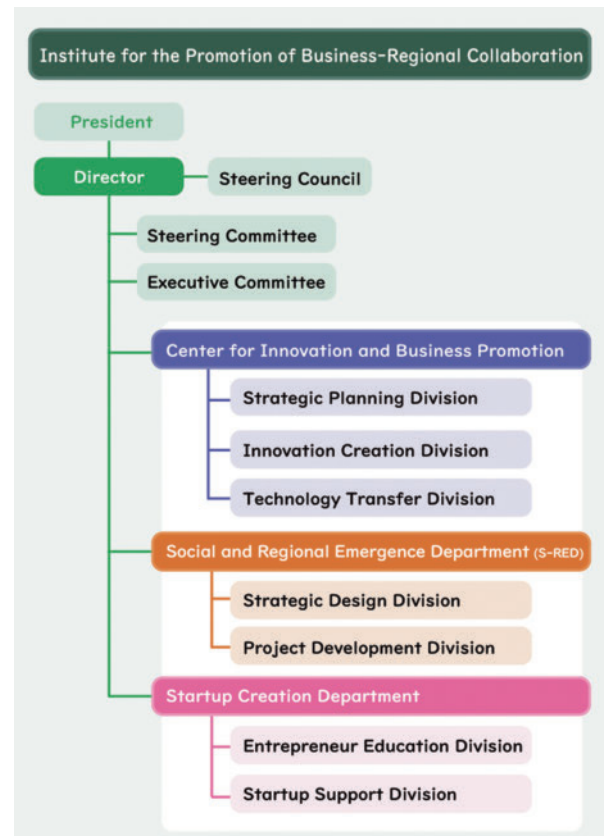 Institute for the Promotion of Business-Regional Collaboration
President
Director
Steering Council
Steering Committee
Executive Committee
Center for Innovation and Business Promotion
Strategic Planning Division
Innovation Creation Division
Technology Transfer Division
Social and Regional Emergence Department (S-RED)
Strategic Design Division
Project Development Division
Startup Creation Department
Entrepreneur Education Division
Startup Support Division